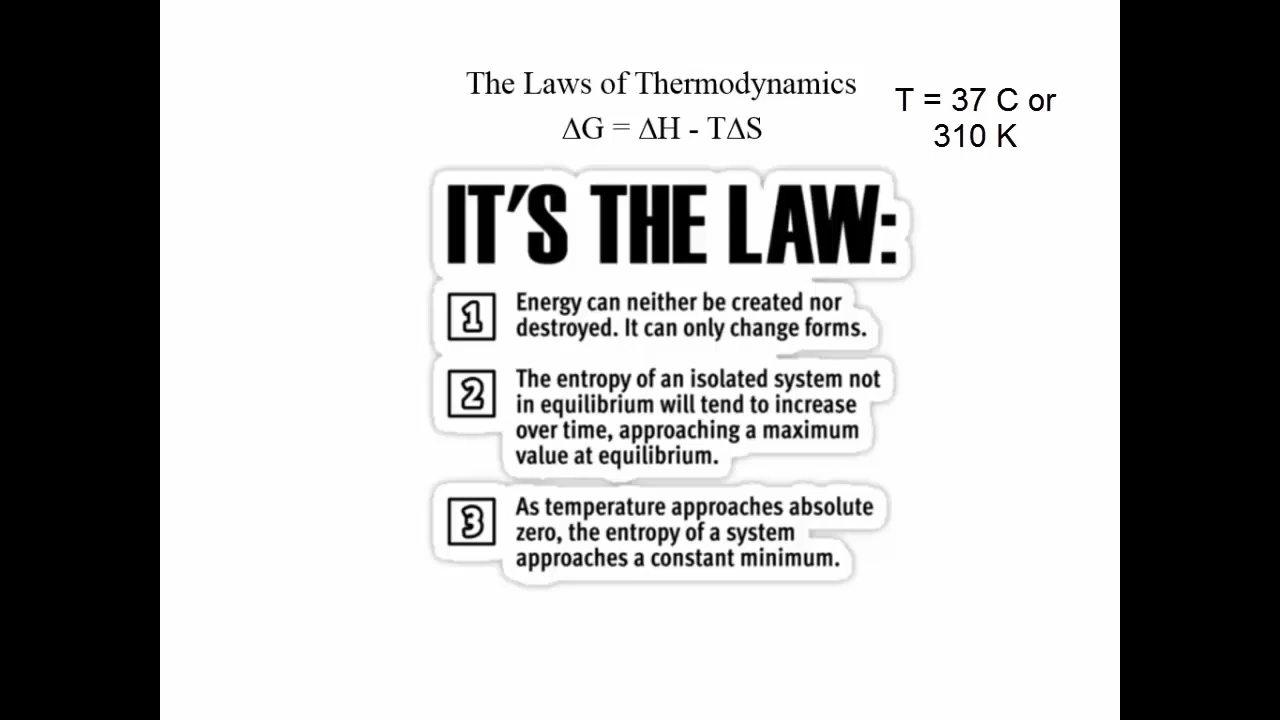 The Laws of Thermodynamics
ΔG = ΔH - TΔS
T = 37 C or
310 K
IT'S THE LAW:
1 Energy can neither be created nor
destroyed. It can only change forms.
2 The entropy of an isolated system not
in equilibrium will tend to increase
over time, approaching a maximum
value at equilibrium.
3 As temperature approaches absolute
zero, the entropy of a system
approaches a constant minimum.